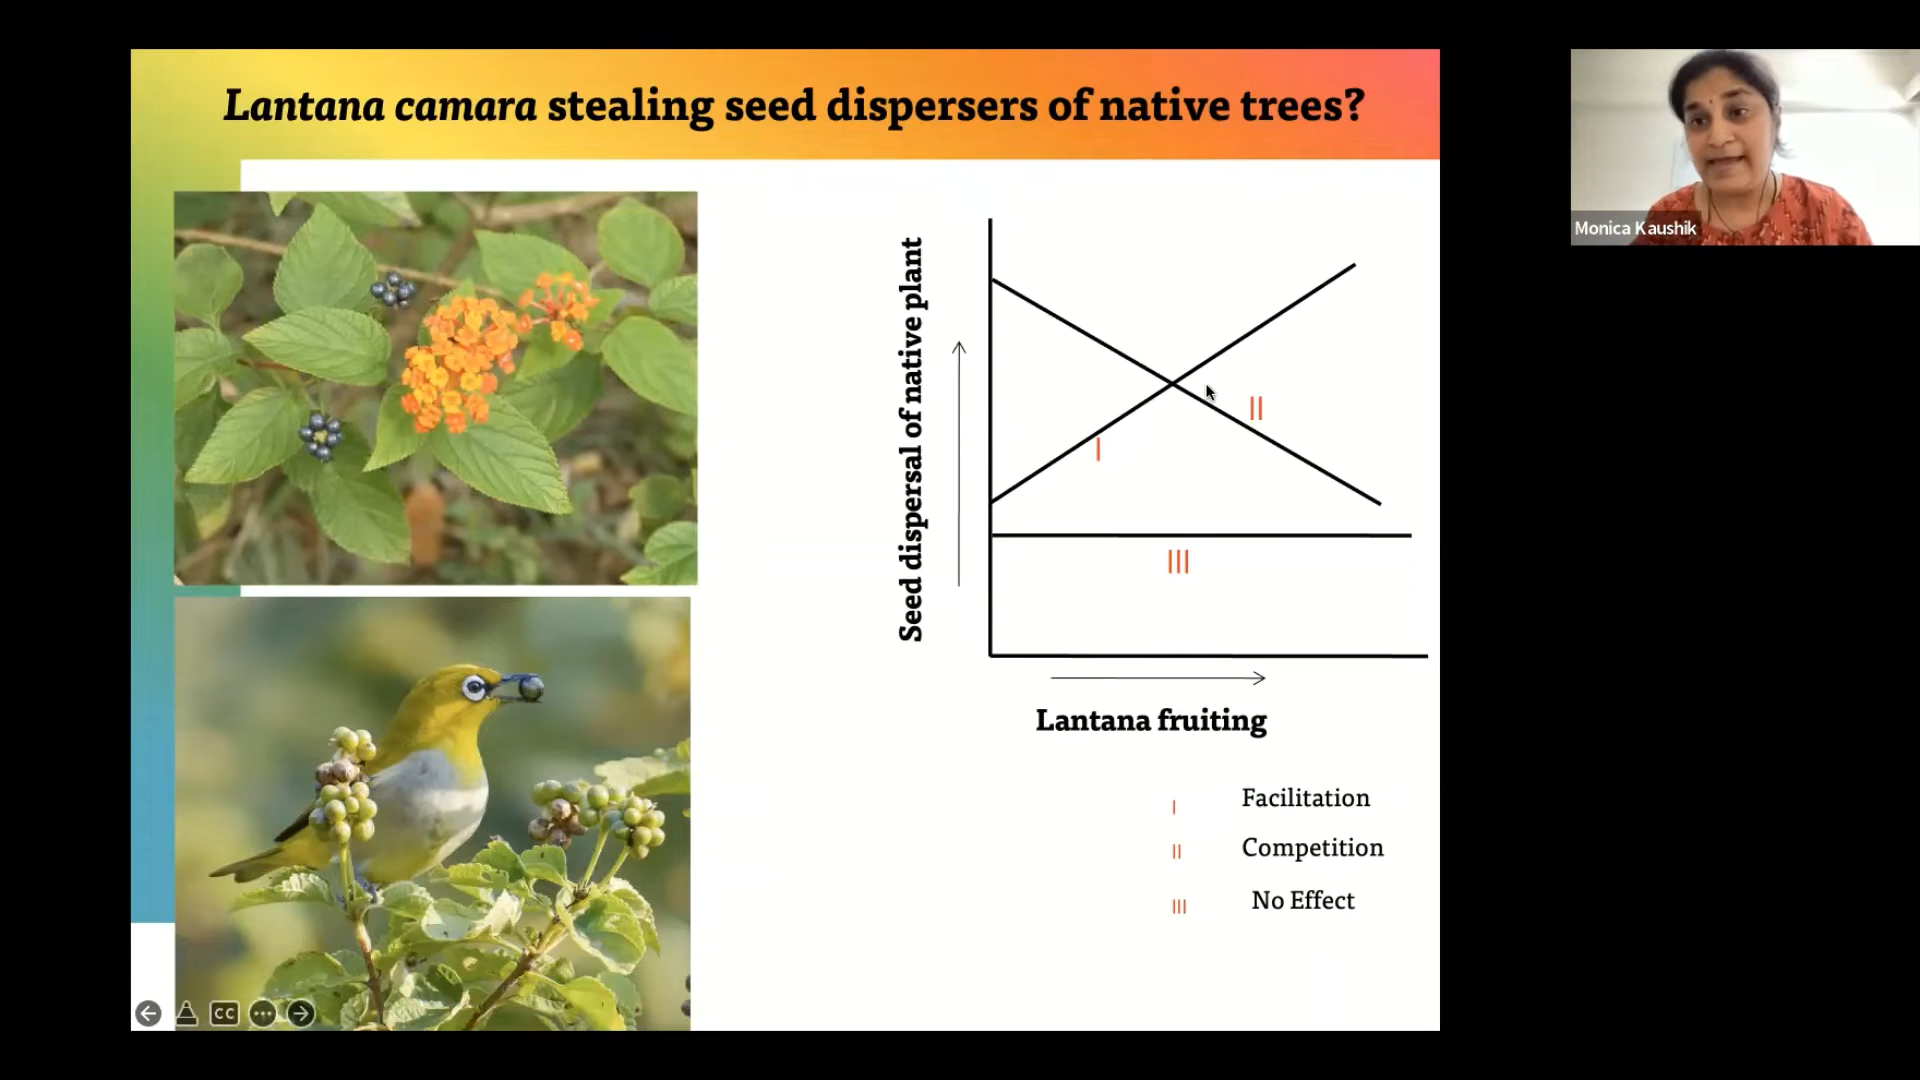 Lantana camara stealing seed dispersers of native trees?
Monica Kaushik
Seed dispersal of native plant
I
II
III
Lantana fruiting
I Facilitation
II Competition
III No Effect
CC